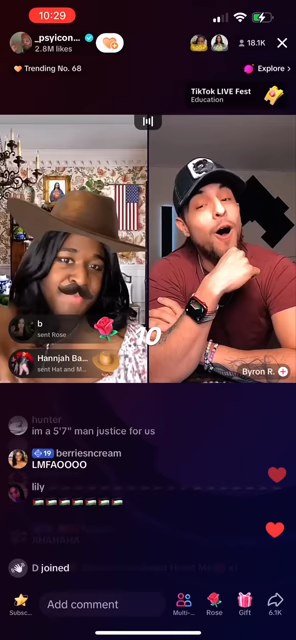 10:29
_psyicon...
2.8M likes
18.1K
Trending No. 68
Explore >
TikTok LIVE Fest
Education
b
sent Rose
Hannjah Ba...
sent Hat and M...
10
Byron R.
hunter
im a 5'7" man justice for us
19 berriesncream
LMFAOOOO
lily
D joined
Subsc...
Add comment
Multi-...
Rose
Gift
6.1K